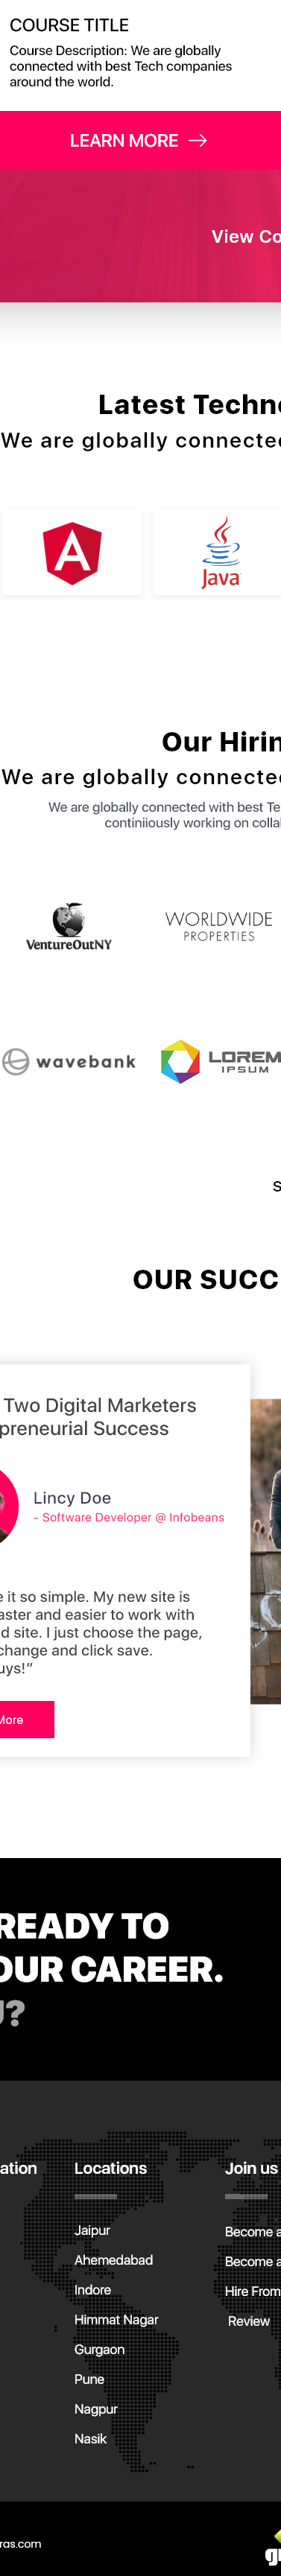 COURSE TITLE
Course Description: We are globally
connected with best Tech companies
around the world.
LEARN MORE
View Co
Latest Techn
We are globally connected
Java
Our Hirin
We are globally connected
We are globally connected with best Te
continiiously working on colla
VentureOutNY
WORLDWIDE
PROPERTIES
wavebank
LOREM
IPSUM
S
OUR SUCC
Two Digital Marketers
preneurial Success
Lincy Doe
- Software Developer @ Infobeans
e it so simple. My new site is
aster and easier to work with
d site. I just choose the page,
change and click save.
uys!”
More
READY TO
OUR CAREER.
U?
ation
Locations
Join us
Jaipur
Become a
Ahemedabad
Become a
Indore
Hire From
Himmat Nagar
Review
Gurgaon
Pune
Nagpur
Nasik
ras.com